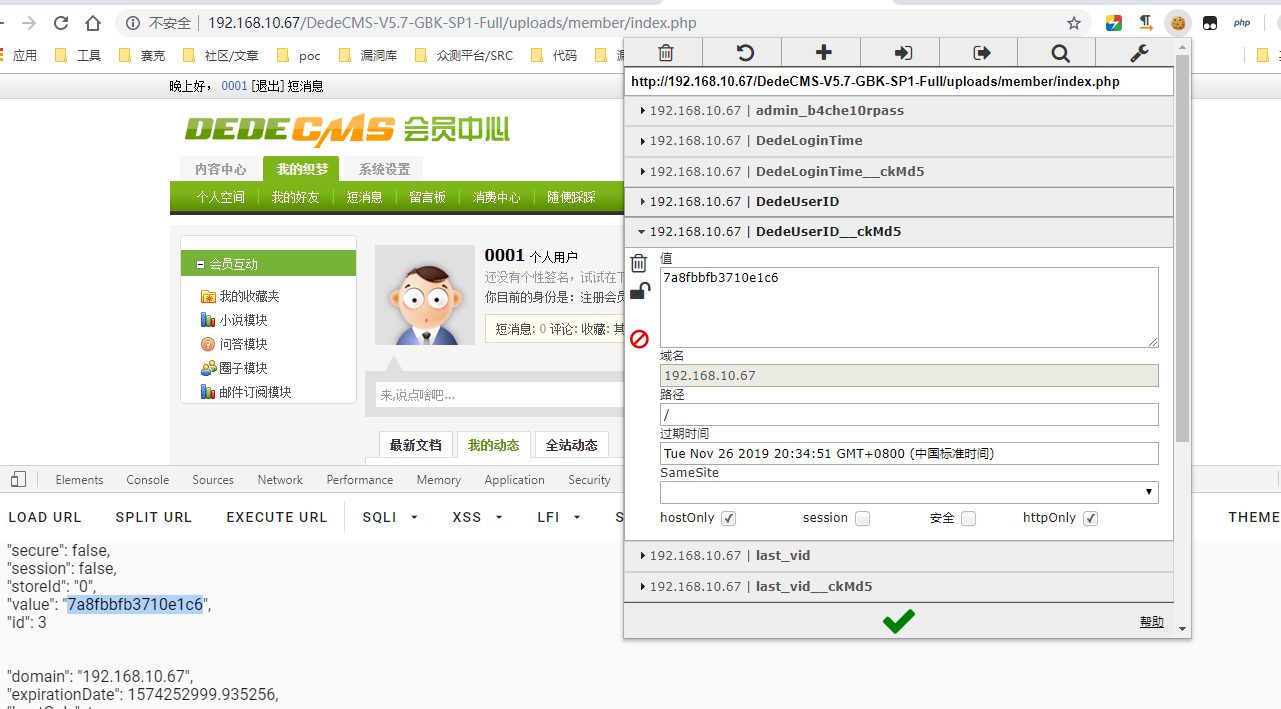 不安全 192.168.10.67/DedeCMS-V5.7-GBK-SP1-Full/uploads/member/index.php php
应用 工具 赛克 社区/文章 poc 漏洞库 众测平台/SRC 代码
晚上好， 0001 [退出] 短消息
DEDECMS 会员中心
内容中心 我的织梦 系统设置
个人空间 我的好友 短消息 留言板 消费中心 随便踩踩
会员互动
我的收藏夹
小说模块
问答模块
圈子模块
邮件订阅模块
0001 个人用户
还没有个性签名，试试在
你目前的身份是：注册会员
短消息: 0 评论: 收藏: 其
来,说点啥吧...
最新文档 我的动态 全站动态
http://192.168.10.67/DedeCMS-V5.7-GBK-SP1-Full/uploads/member/index.php
192.168.10.67 | admin_b4che10rpass
192.168.10.67 | DedeLoginTime
192.168.10.67 | DedeLoginTime__ckMd5
192.168.10.67 | DedeUserID
192.168.10.67 | DedeUserID__ckMd5
值
7a8fbbfb3710e1c6
域名
192.168.10.67
路径
/
过期时间
Tue Nov 26 2019 20:34:51 GMT+0800 (中国标准时间)
SameSite
hostOnly session 安全 httpOnly
192.168.10.67 | last_vid
192.168.10.67 | last_vid__ckMd5
帮助
Elements Console Sources Network Performance Memory Application Security
LOAD URL SPLIT URL EXECUTE URL SQLI XSS LFI S THEME
"secure": false,
"session": false,
"storeId": "0",
"value": "7a8fbbfb3710e1c6",
"id": 3
"domain": "192.168.10.67",
"expirationDate": 1574252999.935256,